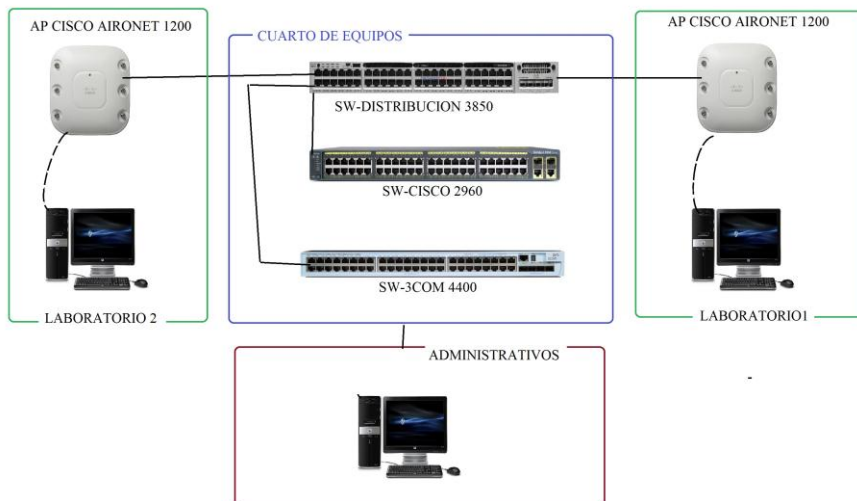 AP CISCO AIRONET 1200
CUARTO DE EQUIPOS
AP CISCO AIRONET 1200
SW-DISTRIBUCION 3850
SW-CISCO 2960
SW-3COM 4400
LABORATORIO 2
LABORATORIO1
ADMINISTRATIVOS
-